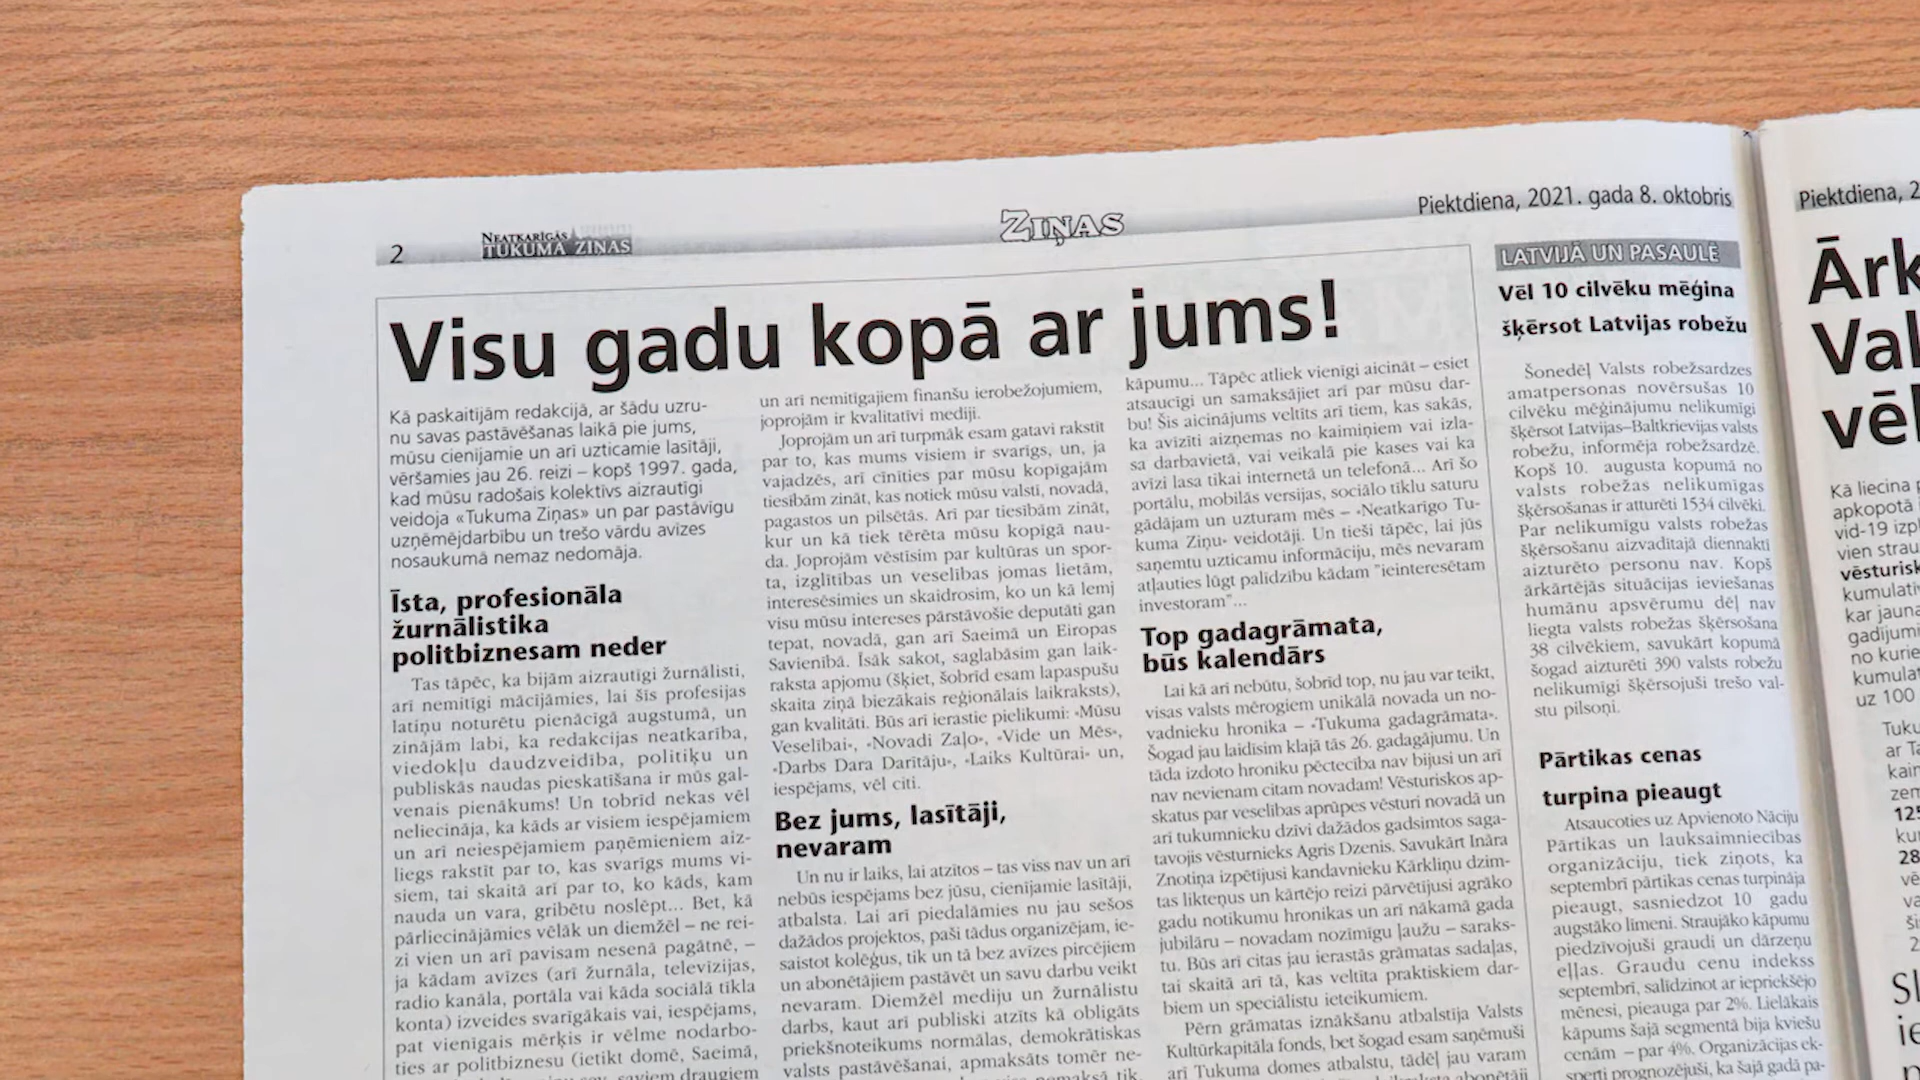 2
NEATKARĪGĀS
TUKUMA ZIŅAS
ZIŅAS
Piektdiena, 2021. gada 8. oktobris
Visu gadu kopā ar jums!
Kā paskaitījām redakcijā, ar šādu uzru-
nu savas pastāvēšanas laikā pie jums,
mūsu cienījamie un arī uzticamie lasītāji,
vēršamies jau 26. reizi – kopš 1997. gada,
kad mūsu radošais kolektīvs aizrautīgi
veidoja «Tukuma Ziņas» un par pastāvīgu
uzņēmējdarbību un trešo vārdu avīzes
nosaukumā nemaz nedomāja.
Īsta, profesionāla
žurnālistika
politbiznesam neder
Tas tāpēc, ka bijām aizrautīgi žurnālisti,
arī nemitīgi mācījāmies, lai šīs profesijas
latiņu noturētu pienācīgā augstumā, un
zinājām labi, ka redakcijas neatkarība,
viedokļu daudzveidība, politiķu un
publiskās naudas pieskatīšana ir mūs gal-
venais pienākums! Un tobrīd nekas vēl
neliecināja, ka kāds ar visiem iespējamiem
un arī neiespējamiem paņēmieniem aiz-
liegs rakstīt par to, kas svarīgs mums vi-
siem, tai skaitā arī par to, ko kāds, kam
nauda un vara, gribētu noslēpt... Bet, kā
pārliecinājāmies vēlāk un diemžēl – ne rei-
zi vien un arī pavisam nesenā pagātnē, –
ja kādam avīzes (arī žurnāla, televīzijas,
radio kanāla, portāla vai kāda sociālā tīkla
konta) izveides svarīgākais vai, iespējams,
pat vienīgais mērķis ir vēlme nodarbo-
ties ar politbiznesu (ietikt domē, Saeimā,
saviem draugiem
un arī nemitīgajiem finanšu ierobežojumiem,
joprojām ir kvalitatīvi mediji.
Joprojām un arī turpmāk esam gatavi rakstīt
par to, kas mums visiem ir svarīgs, un, ja
vajadzēs, arī cīnīties par mūsu kopīgajām
tiesībām zināt, kas notiek mūsu valstī, novadā,
pagastos un pilsētās. Arī par tiesībām zināt,
kur un kā tiek tērēta mūsu kopīgā nau-
da. Joprojām vēstīsim par kultūras un spor-
ta, izglītības un veselības jomas lietām,
interesēsimies un skaidrosim, ko un kā lemj
visu mūsu intereses pārstāvošie deputāti gan
tepat, novadā, gan arī Saeimā un Eiropas
Savienībā. Īsāk sakot, saglabāsim gan laik-
raksta apjomu (šķiet, šobrīd esam lapaspušu
skaita ziņā biezākais reģionālais laikraksts),
gan kvalitāti. Būs arī ierastie pielikumi: «Mūsu
Veselībai», «Novadi Zaļo», «Vide un Mēs»,
«Darbs Dara Darītāju», «Laiks Kultūrai» un,
iespējams, vēl citi.
Bez jums, lasītāji,
nevaram
Un nu ir laiks, lai atzītos – tas viss nav un arī
nebūs iespējams bez jūsu, cienījamie lasītāji,
atbalsta. Lai arī piedalāmies nu jau sešos
dažādos projektos, paši tādus organizējam, ie-
saistot kolēģus, tik un tā bez avīzes pircējiem
un abonētājiem pastāvēt un savu darbu veikt
nevaram. Diemžēl mediju un žurnālistu
darbs, kaut arī publiski atzīts kā obligāts
priekšnoteikums normālas, demokrātiskas
valsts pastāvēšanai, apmaksāts tomēr ne-
kāpumu... Tāpēc atliek vienīgi aicināt – esiet
atsaucīgi un samaksājiet arī par mūsu dar-
bu! Šis aicinājums veltīts arī tiem, kas sakās,
ka avīzīti aizņemas no kaimiņiem vai izla-
sa darbavietā, vai veikalā pie kases vai ka
avīzi lasa tikai internetā un telefonā... Arī šo
portālu, mobilās versijas, sociālo tīklu saturu
gādājam un uzturam mēs – «Neatkarīgo Tu-
kuma Ziņu» veidotāji. Un tieši tāpēc, lai jūs
saņemtu uzticamu informāciju, mēs nevaram
atļauties lūgt palīdzību kādam "ieinteresētam
investoram"...
Top gadagrāmata,
būs kalendārs
Lai kā arī nebūtu, šobrīd top, nu jau var teikt,
visas valsts mērogiem unikālā novada un no-
vadnieku hronika – «Tukuma gadagrāmata».
Šogad jau laidīsim klajā tās 26. gadagājumu. Un
tāda izdoto hroniku pēctecība nav bijusi un arī
nav nevienam citam novadam! Vēsturiskos ap-
skatus par veselības aprūpes vēsturi novadā un
arī tukumnieku dzīvi dažādos gadsimtos saga-
tavojis vēsturnieks Agris Dzenis. Savukārt Ināra
Znotiņa izpētījusi kandavnieku Kārkliņu dzim-
tas likteņus un kārtējo reizi pārvētījusi agrāko
gadu notikumu hronikas un arī nākamā gada
jubilāru – novadam nozīmīgu ļaužu – saraks-
tu. Būs arī citas jau ierastās grāmatas sadaļas,
tai skaitā arī tā, kas veltīta praktiskiem dar-
biem un speciālistu ieteikumiem.
Pērn grāmatas iznākšanu atbalstīja Valsts
Kultūrkapitāla fonds, bet šogad esam saņēmuši
arī Tukuma domes atbalstu, tādēļ jau varam
LATVIJĀ UN PASAULĒ
Vēl 10 cilvēku mēģina
šķērsot Latvijas robežu
Šonedēļ Valsts robežsardzes
amatpersonas novērsušas 10
cilvēku mēģinājumu nelikumīgi
šķērsot Latvijas–Baltkrievijas valsts
robežu, informēja robežsardzē.
Kopš 10. augusta kopumā no
valsts robežas nelikumīgas
šķērsošanas ir atturēti 1534 cilvēki.
Par nelikumīgu valsts robežas
šķērsošanu aizvadītajā diennaktī
aizturēto personu nav. Kopš
ārkārtējās situācijas ieviešanas
humānu apsvērumu dēļ nav
liegta valsts robežas šķērsošana
38 cilvēkiem, savukārt kopumā
šogad aizturēti 390 valsts robežu
nelikumīgi šķērsojuši trešo val-
stu pilsoņi.
Pārtikas cenas
turpina pieaugt
Atsaucoties uz Apvienoto Nāciju
Pārtikas un lauksaimniecības
organizāciju, tiek ziņots, ka
septembrī pārtikas cenas turpināja
pieaugt, sasniedzot 10 gadu
augstāko līmeni. Straujāko kāpumu
piedzīvojuši graudi un dārzeņu
eļļas. Graudu cenu indekss
septembrī, salīdzinot ar iepriekšējo
mēnesi, pieauga par 2%. Lielākais
kāpums šajā segmentā bija kviešu
cenām – par 4%. Organizācijas ek-
sperti prognozējuši, ka šajā gadā pa-
Piektdiena, 2
Ārk
Val
vēl
Kā liecina p
apkopotā
vid-19 izpl
vien strau
vēsturisk
kumulatī
kar jauna
gadījumi
no kurie
kumulat
uz 100
Tuku
ar Ta
kain
zem
125
kur
28
vē
va